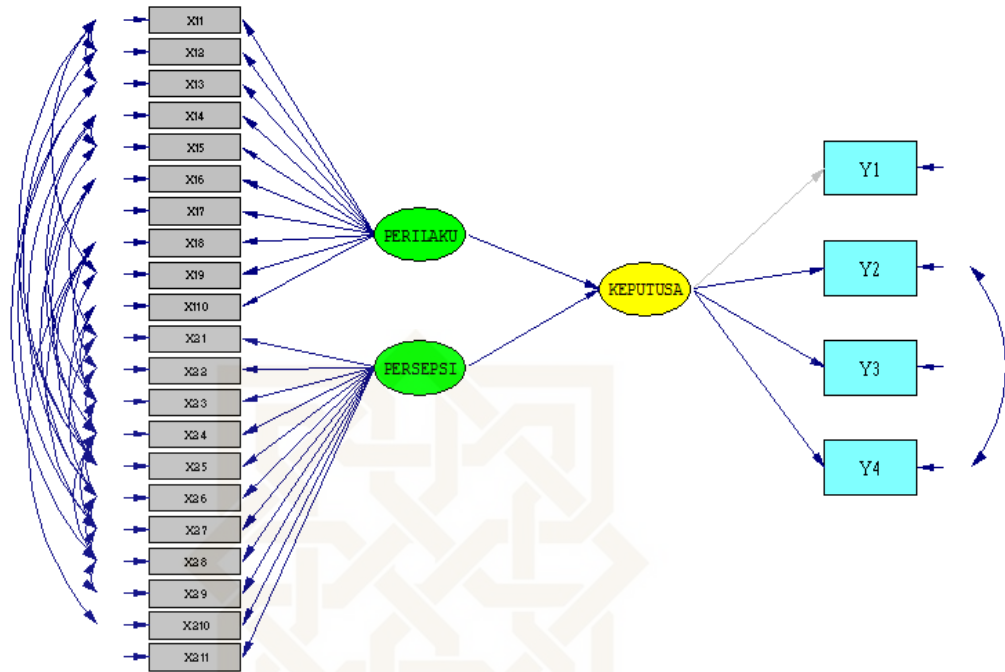 X11
X12
X13
X14
X15
X16
X17
X18
X19
X110
X21
X22
X23
X24
X25
X26
X27
X28
X29
X210
X211
PERILAKU
PERSEPSI
KEPUTUSA
Y1
Y2
Y3
Y4